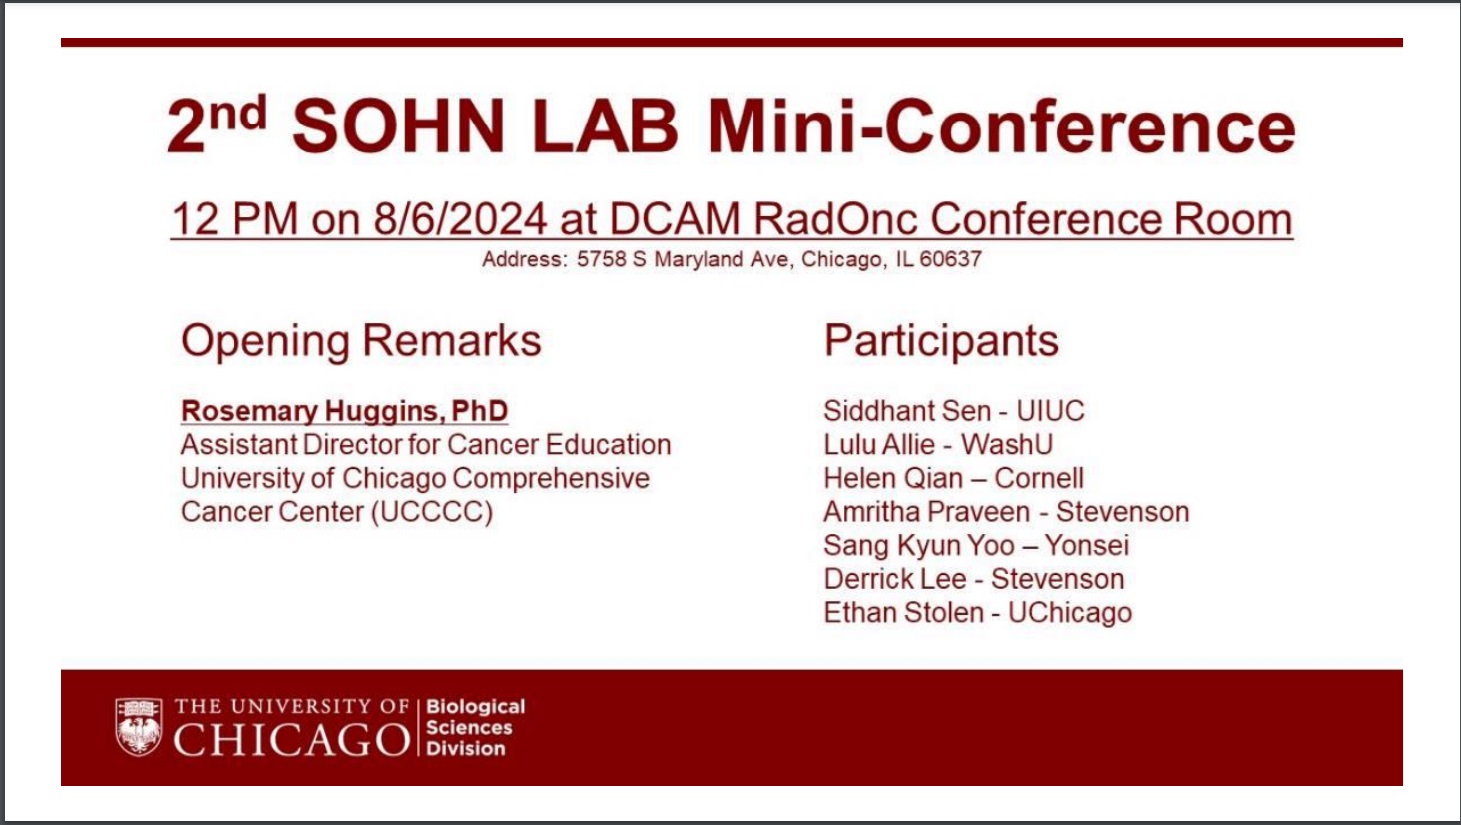 2nd SOHN LAB Mini-Conference
12 PM on 8/6/2024 at DCAM RadOnc Conference Room
Address: 5758 S Maryland Ave, Chicago, IL 60637
Opening Remarks
Rosemary Huggins, PhD
Assistant Director for Cancer Education
University of Chicago Comprehensive
Cancer Center (UCCCC)
Participants
Siddhant Sen - UIUC
Lulu Allie - WashU
Helen Qian – Cornell
Amritha Praveen - Stevenson
Sang Kyun Yoo – Yonsei
Derrick Lee - Stevenson
Ethan Stolen - UChicago
THE UNIVERSITY OF
CHICAGO
Biological
Sciences
Division